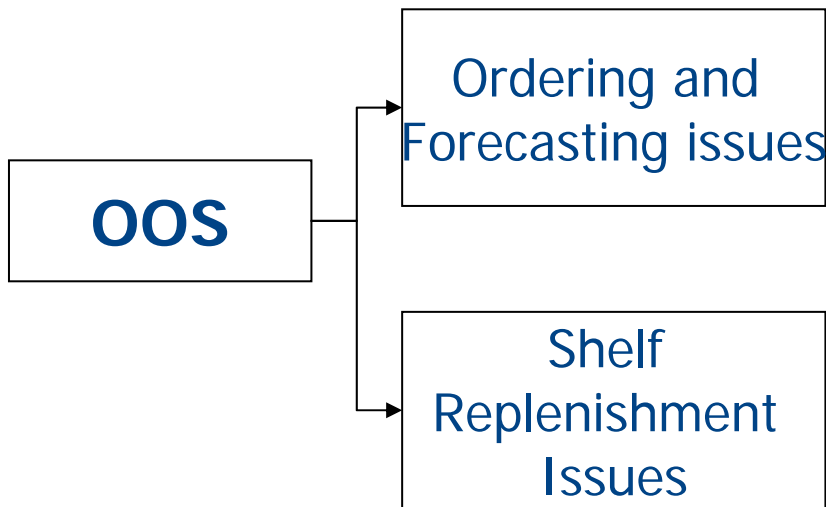 OOS
Ordering and
Forecasting issues
Shelf
Replenishment
Issues